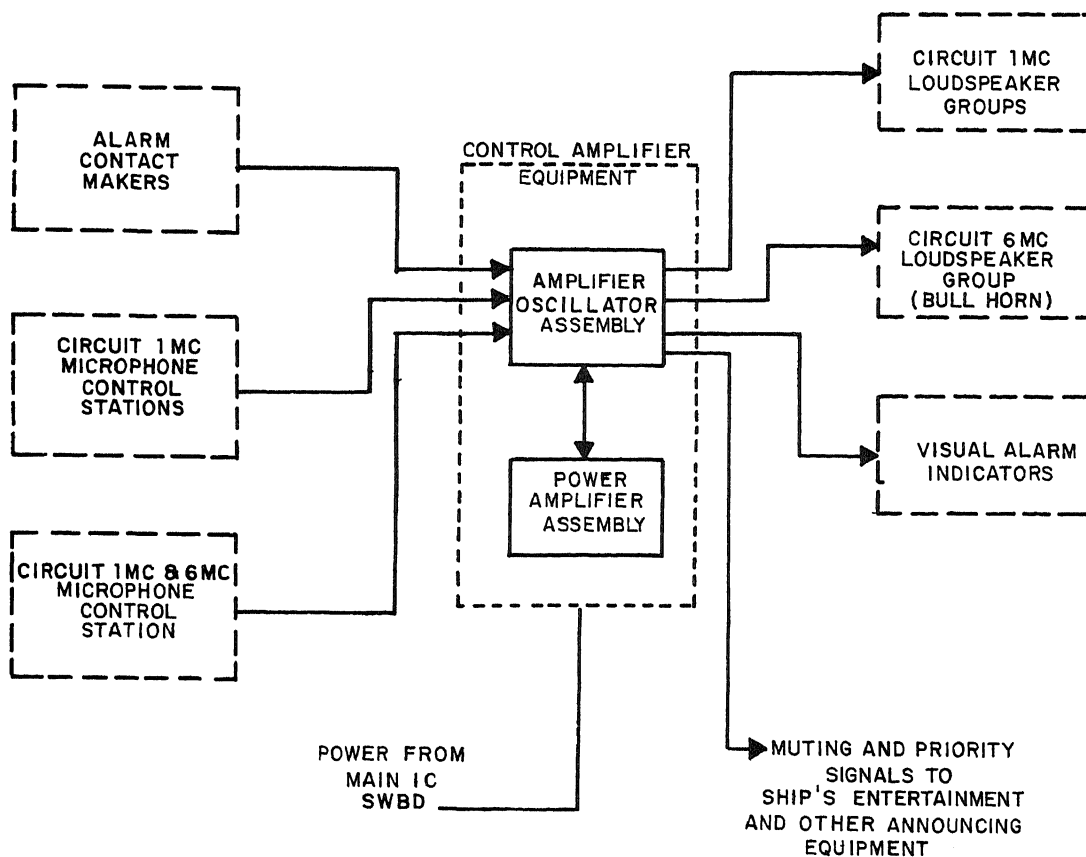 ALARM
CONTACT
MAKERS
CIRCUIT 1MC
MICROPHONE
CONTROL
STATIONS
CIRCUIT 1MC & 6MC
MICROPHONE
CONTROL
STATION
CONTROL AMPLIFIER
EQUIPMENT
AMPLIFIER
OSCILLATOR
ASSEMBLY
POWER
AMPLIFIER
ASSEMBLY
POWER FROM
MAIN IC
SWBD
CIRCUIT 1MC
LOUDSPEAKER
GROUPS
CIRCUIT 6MC
LOUDSPEAKER
GROUP
(BULL HORN)
VISUAL ALARM
INDICATORS
MUTING AND PRIORITY
SIGNALS TO
SHIP'S ENTERTAINMENT
AND OTHER ANNOUNCING
EQUIPMENT